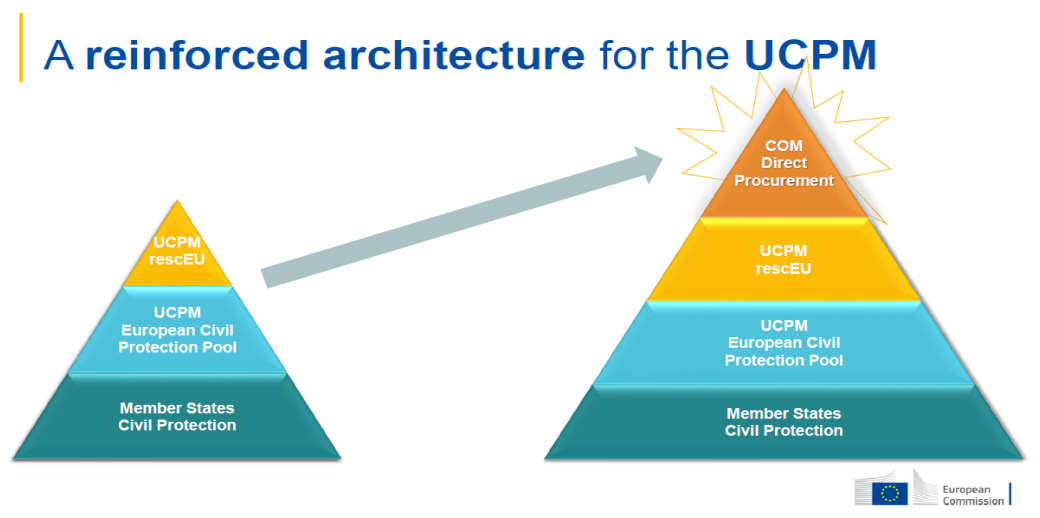 A reinforced architecture for the UCPM
UCPM
rescEU
UCPM
European Civil
Protection Pool
Member States
Civil Protection
COM
Direct
Procurement
UCPM
rescEU
UCPM
European Civil
Protection Pool
Member States
Civil Protection
European
Commission